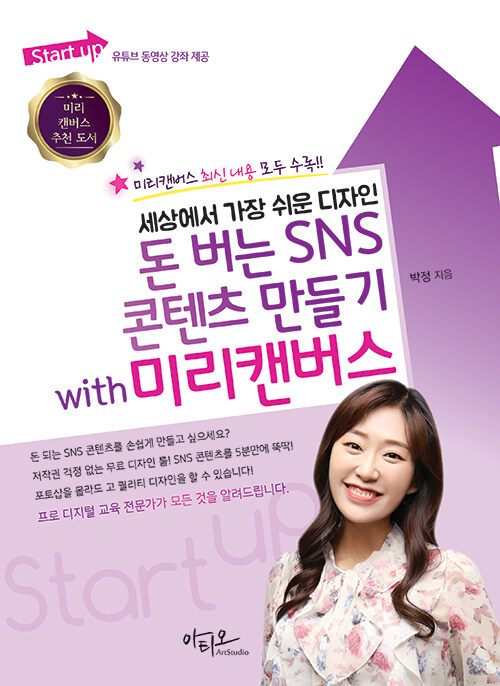 Start up 유튜브 동영상 강좌 제공
미리
캔버스
추천 도서
미리캔버스 최신 내용 모두 수록!!
세상에서 가장 쉬운 디자인
돈 버는 SNS
콘텐츠 만들기
with 미리캔버스
박정 지음
돈 되는 SNS 콘텐츠를 손쉽게 만들고 싶으세요?
저작권 걱정 없는 무료 디자인 툴! SNS 콘텐츠를 5분만에 뚝딱!
포토샵을 몰라도 고 퀄리티 디자인을 할 수 있습니다!
프로 디지털 교육 전문가가 모든 것을 알려드립니다.
Start up
아티오
ArtStudio